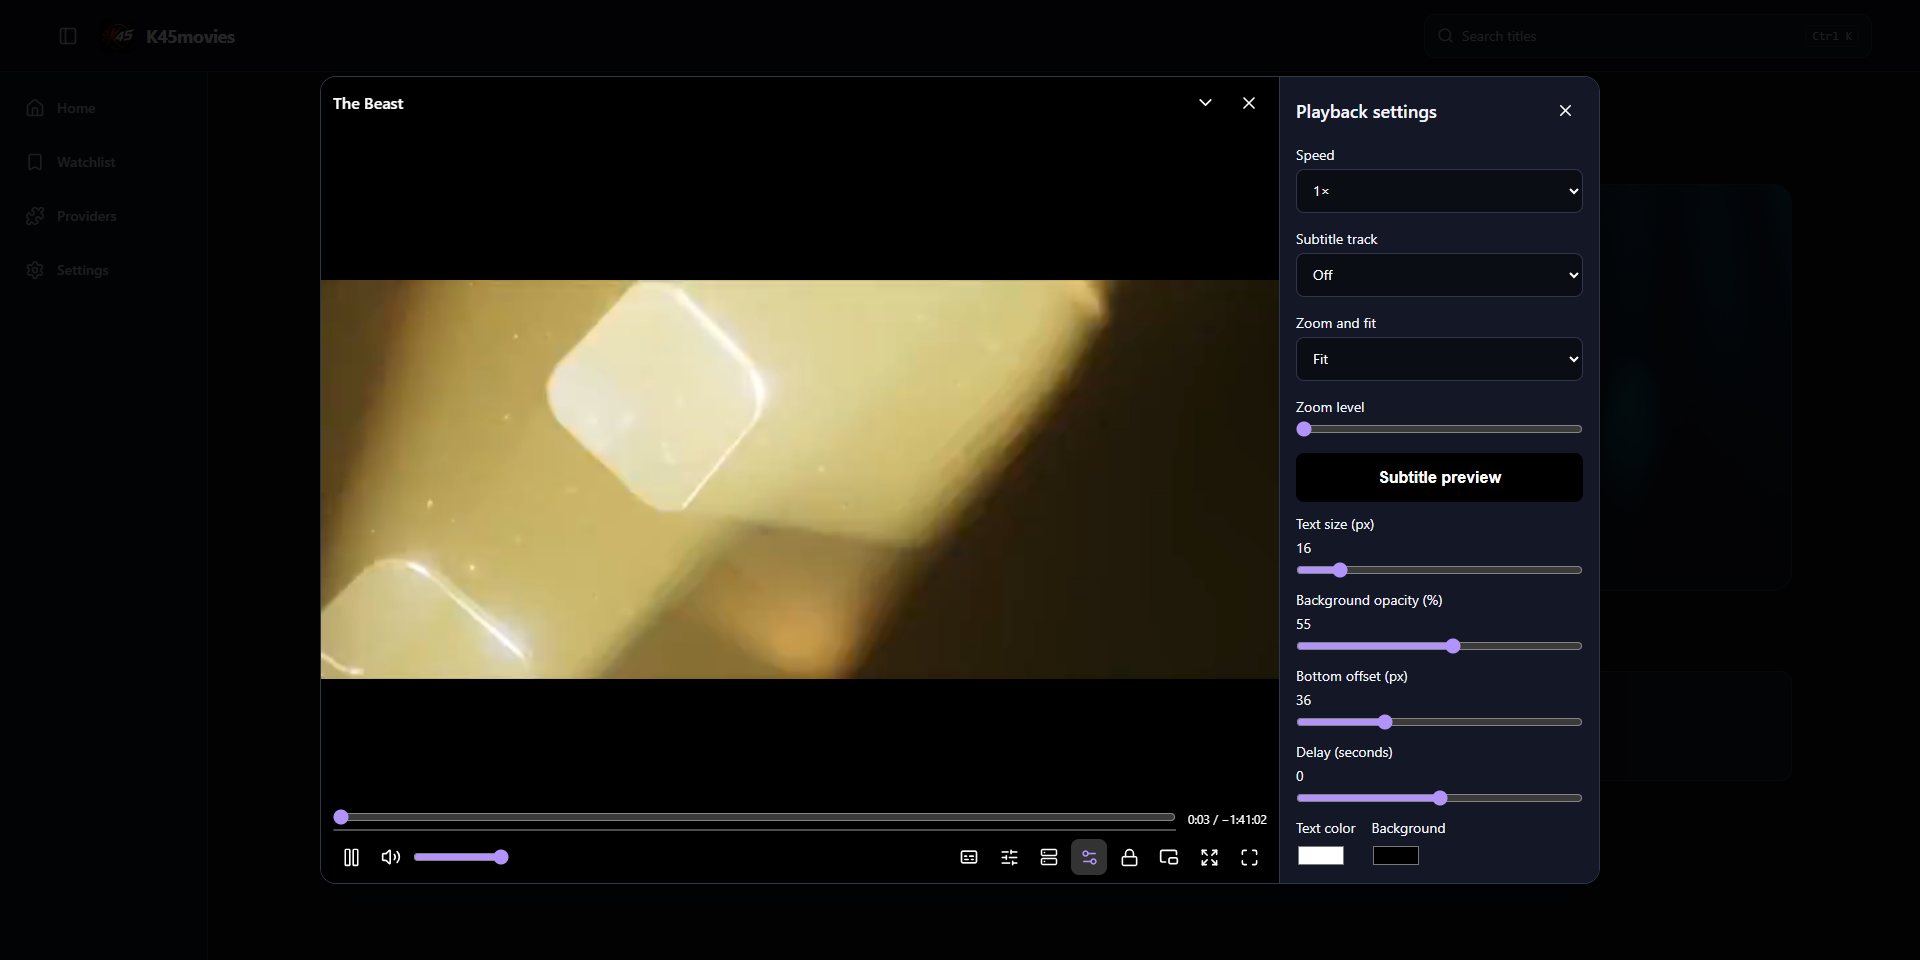 K45movies
Search titles
Ctrl K
Home
Watchlist
Providers
Settings
The Beast
0:03 / −1:41:02
Playback settings
Speed
1×
Subtitle track
Off
Zoom and fit
Fit
Zoom level
Subtitle preview
Text size (px)
16
Background opacity (%)
55
Bottom offset (px)
36
Delay (seconds)
0
Text color Background